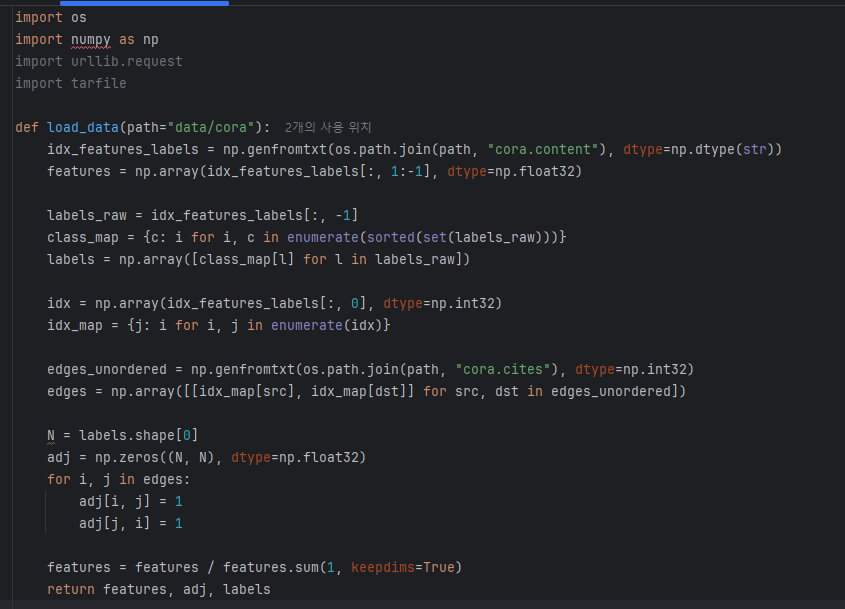 import os
import numpy as np
import urllib.request
import tarfile
def load_data(path="data/cora"): 2개의 사용 위치
    idx_features_labels = np.genfromtxt(os.path.join(path, "cora.content"), dtype=np.dtype(str))
    features = np.array(idx_features_labels[:, 1:-1], dtype=np.float32)
    labels_raw = idx_features_labels[:, -1]
    class_map = {c: i for i, c in enumerate(sorted(set(labels_raw)))}
    labels = np.array([class_map[l] for l in labels_raw])
    idx = np.array(idx_features_labels[:, 0], dtype=np.int32)
    idx_map = {j: i for i, j in enumerate(idx)}
    edges_unordered = np.genfromtxt(os.path.join(path, "cora.cites"), dtype=np.int32)
    edges = np.array([[idx_map[src], idx_map[dst]] for src, dst in edges_unordered])
    N = labels.shape[0]
    adj = np.zeros((N, N), dtype=np.float32)
    for i, j in edges:
        adj[i, j] = 1
        adj[j, i] = 1
    features = features / features.sum(1, keepdims=True)
    return features, adj, labels